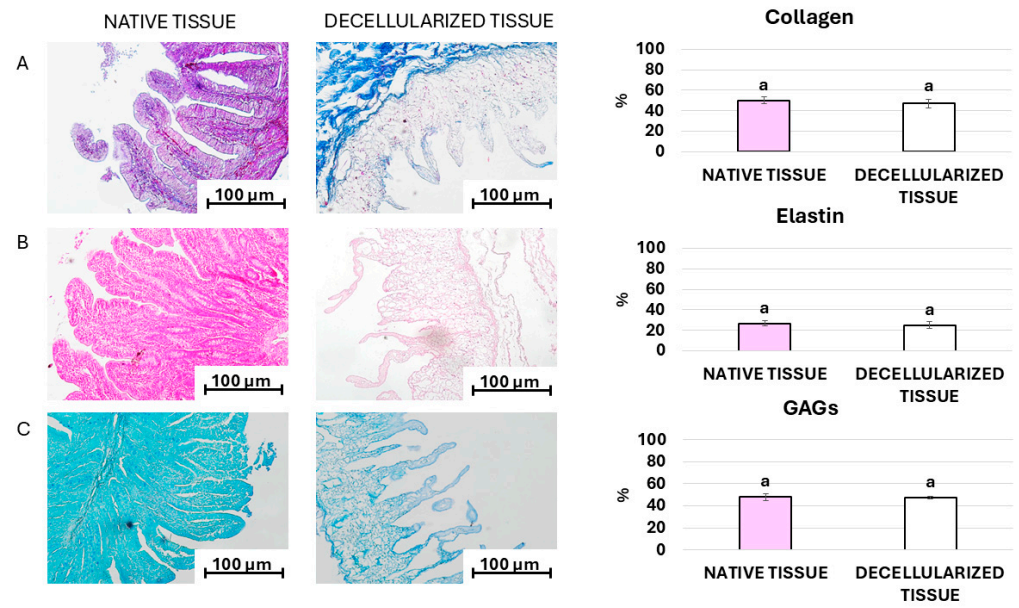 NATIVE TISSUE
DECELLULARIZED TISSUE
A
100 µm
100 µm
B
100 µm
100 µm
C
100 µm
100 µm
Collagen
100
80
60
40
20
0
%
a
a
NATIVE TISSUE
DECELLULARIZED
TISSUE
Elastin
100
80
60
40
20
0
%
a
a
NATIVE TISSUE
DECELLULARIZED
TISSUE
GAGs
100
80
60
40
20
0
%
a
a
NATIVE TISSUE
DECELLULARIZED
TISSUE